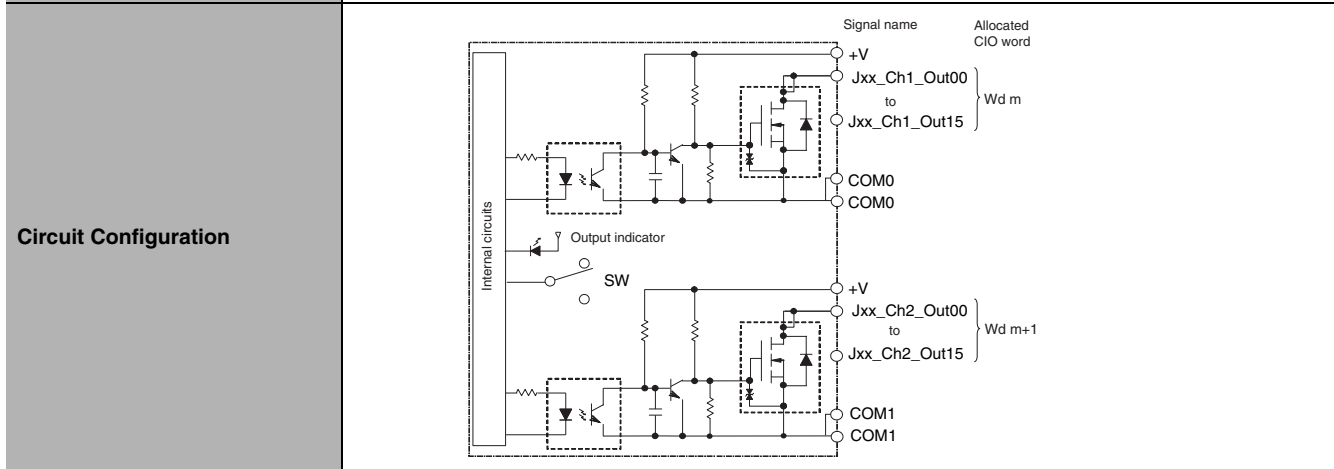 Signal name
Allocated
CIO word
+V
Jxx_Ch1_Out00
to
Wd m
Jxx_Ch1_Out15
COM0
COM0
Circuit Configuration
Internal circuits
Output indicator
SW
+V
Jxx_Ch2_Out00
to
Wd m+1
Jxx_Ch2_Out15
COM1
COM1